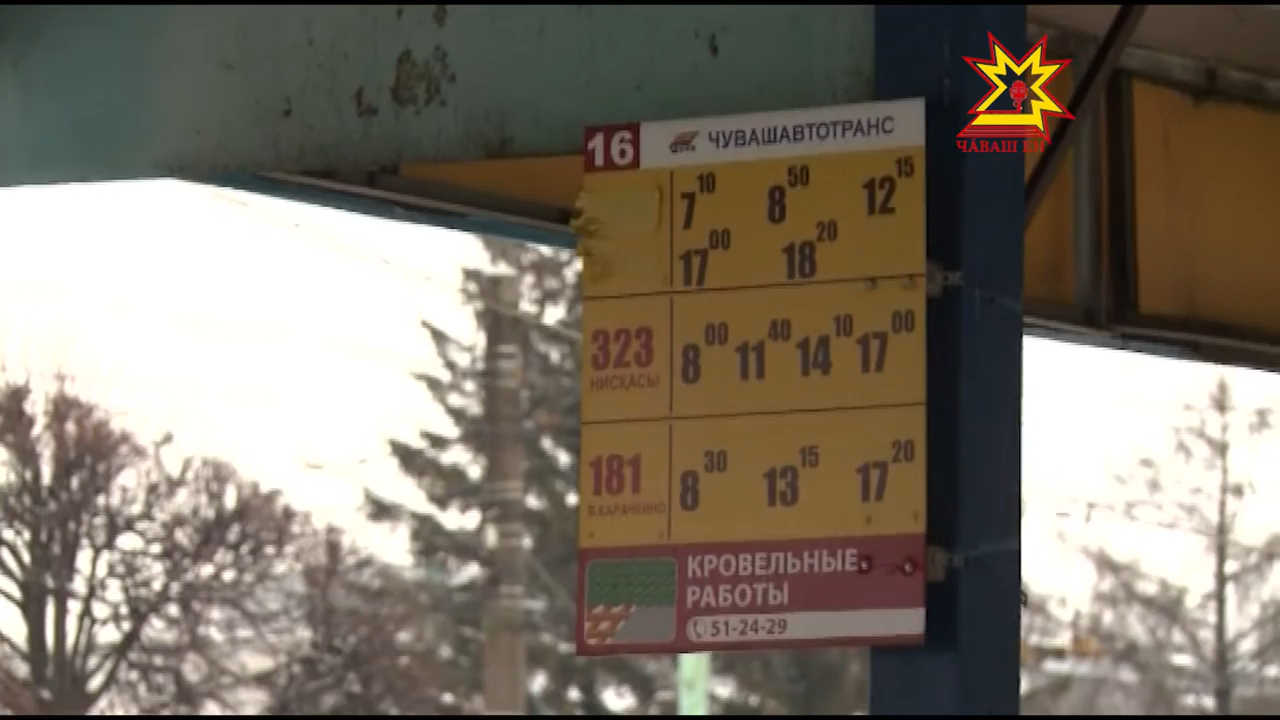 ЧӐВАШ ЕН
16 ЧУВАШАВТОТРАНС
7 10 8 50 12 15
17 00 18 20
323 8 00 11 40 14 10 17 00
НИСКАСЫ
181 8 30 13 15 17 20
Б.КАРАЧКИНО
КРОВЕЛЬНЫЕ
РАБОТЫ
51-24-29